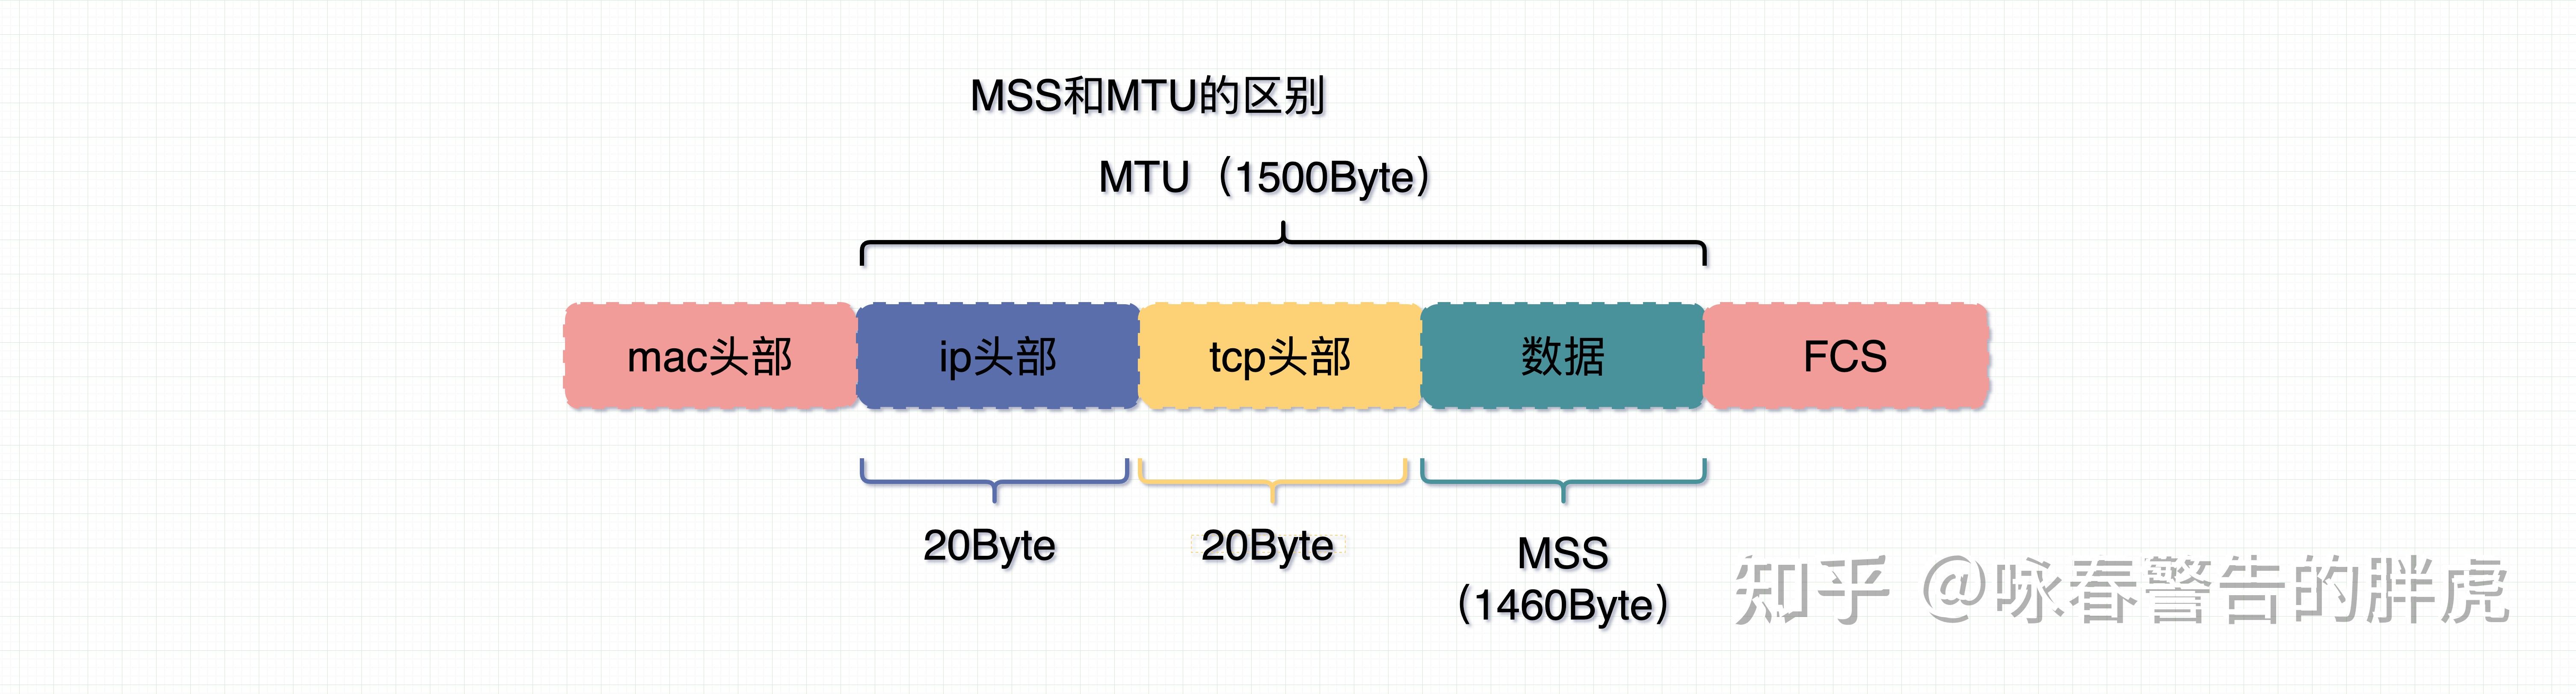 MSS和MTU的区别
MTU（1500Byte）
mac头部
ip头部
tcp头部
数据
FCS
20Byte
20Byte
MSS
（1460Byte）
知乎 @咏春警告的胖虎